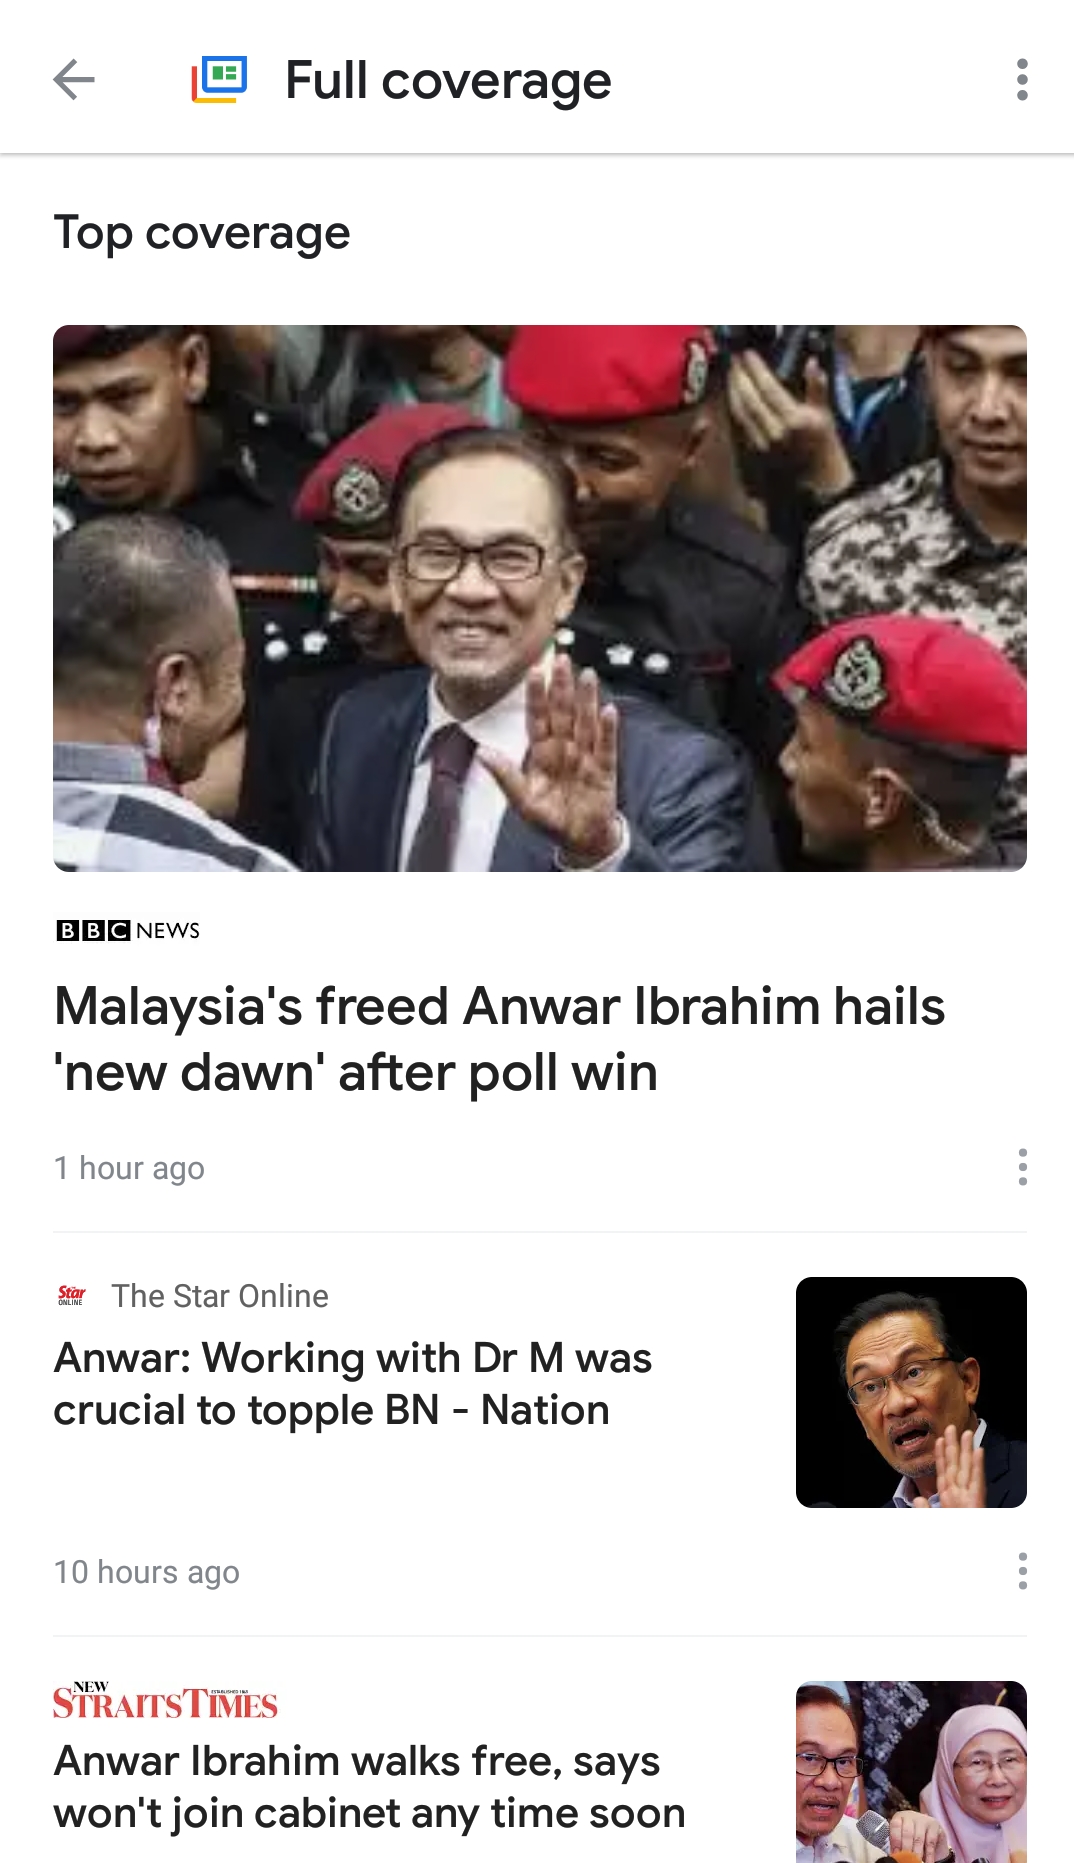 Full coverage
Top coverage
BBC NEWS
Malaysia's freed Anwar Ibrahim hails
'new dawn' after poll win
1 hour ago
Star
ONLINE
The Star Online
Anwar: Working with Dr M was
crucial to topple BN - Nation
10 hours ago
NEW
STRAITS TIMES
Anwar Ibrahim walks free, says
won't join cabinet any time soon